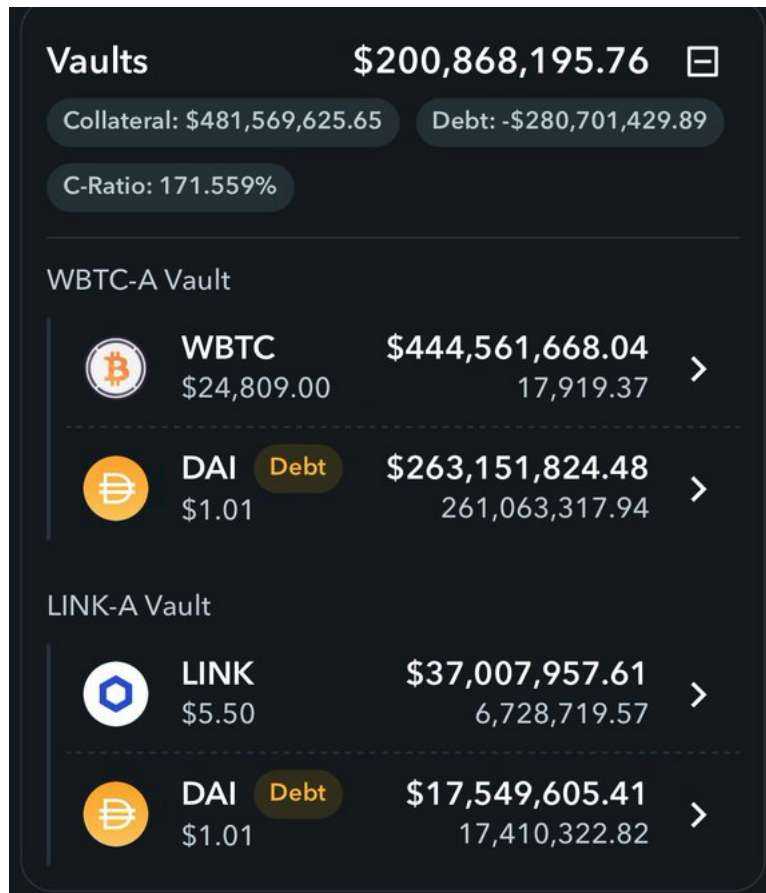 Vaults $200,868,195.76
Collateral: $481,569,625.65 Debt: -$280,701,429.89
C-Ratio: 171.559%
WBTC-A Vault
WBTC $444,561,668.04
$24,809.00 17,919.37
DAI Debt $263,151,824.48
$1.01 261,063,317.94
LINK-A Vault
LINK $37,007,957.61
$5.50 6,728,719.57
DAI Debt $17,549,605.41
$1.01 17,410,322.82